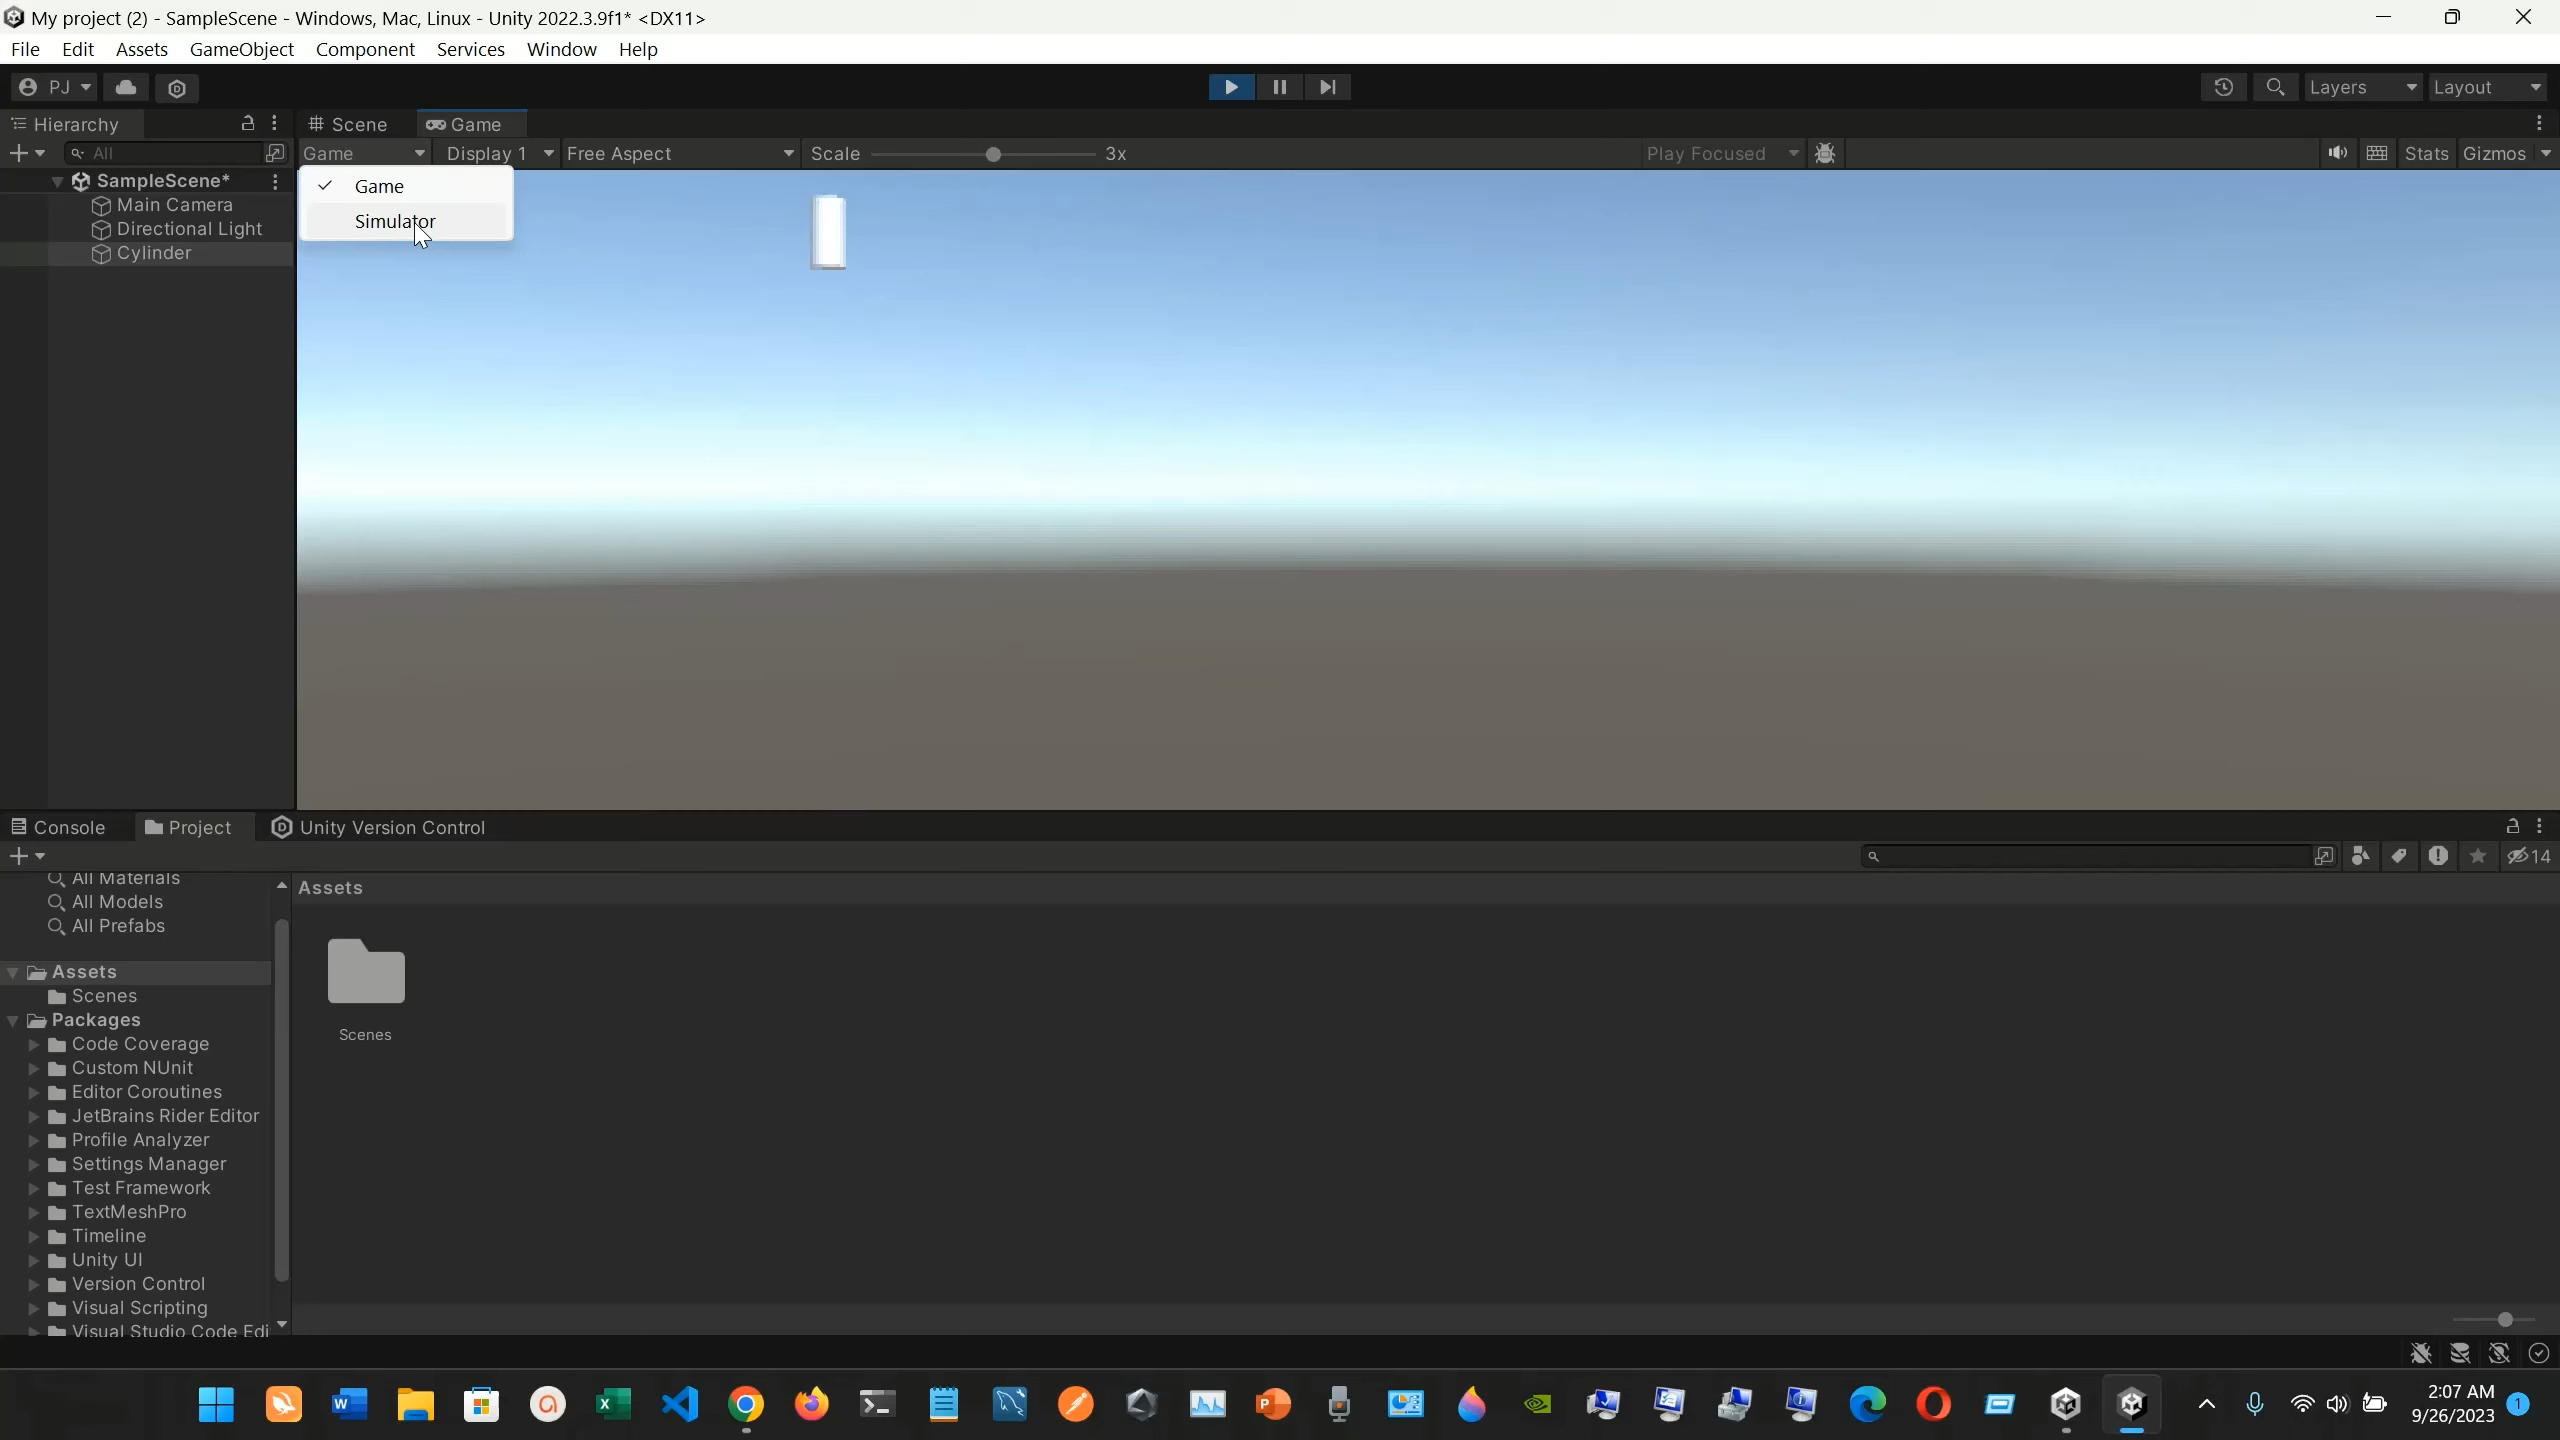 My project (2) - SampleScene - Windows, Mac, Linux - Unity 2022.3.9f1* <DX11>
File Edit Assets GameObject Component Services Window Help
PJ Layers Layout
Hierarchy Scene Game
All Game Display 1 Free Aspect Scale 3x Play Focused Stats Gizmos
SampleScene* Game
Main Camera Simulator
Directional Light
Cylinder
Console Project Unity Version Control
14
All Materials Assets
All Models
All Prefabs
Assets
Scenes
Packages
Scenes
Code Coverage
Custom NUnit
Editor Coroutines
JetBrains Rider Editor
Profile Analyzer
Settings Manager
Test Framework
TextMeshPro
Timeline
Unity UI
Version Control
Visual Scripting
Visual Studio Code Edi
2:07 AM
9/26/2023 1